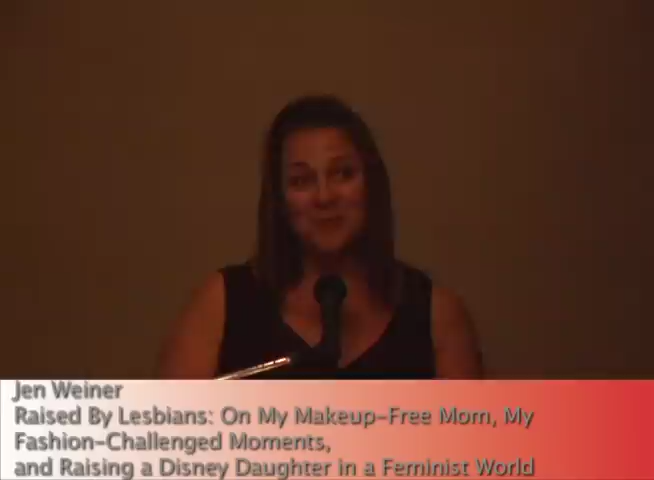 Jen Weiner
Raised By Lesbians: On My Makeup-Free Mom, My
Fashion-Challenged Moments,
and Raising a Disney Daughter in a Feminist World